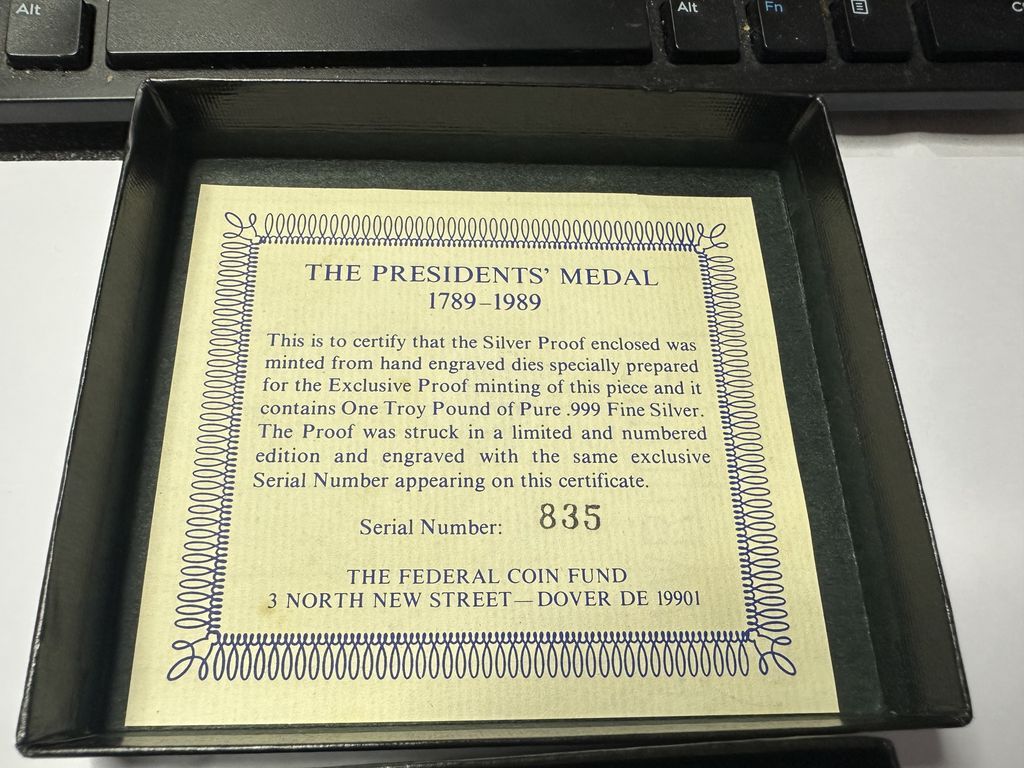 Alt
Alt
Fn
THE PRESIDENTS' MEDAL
1789–1989
This is to certify that the Silver Proof enclosed was
minted from hand engraved dies specially prepared
for the Exclusive Proof minting of this piece and it
contains One Troy Pound of Pure .999 Fine Silver.
The Proof was struck in a limited and numbered
edition and engraved with the same exclusive
Serial Number appearing on this certificate.
Serial Number: 835
THE FEDERAL COIN FUND
3 NORTH NEW STREET—DOVER DE 19901